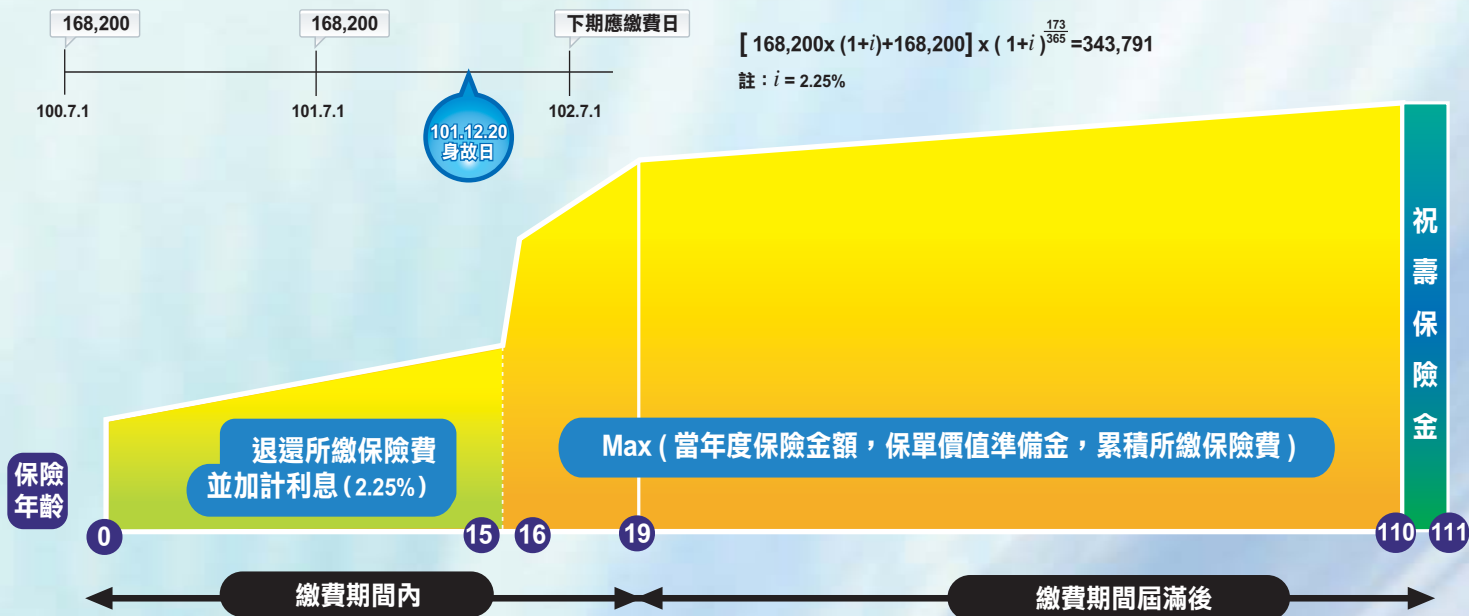 168,200
168,200
下期應繳費日
100.7.1
101.7.1
102.7.1
101.12.20
身故日
[ 168,200x (1+i)+168,200] x ( 1+i )^173/365 =343,791
註：i = 2.25%
祝壽保險金
退還所繳保險費
並加計利息 ( 2.25% )
Max ( 當年度保險金額，保單價值準備金，累積所繳保險費 )
保險
年齡
0
15
16
19
110
111
繳費期間內
繳費期間屆滿後